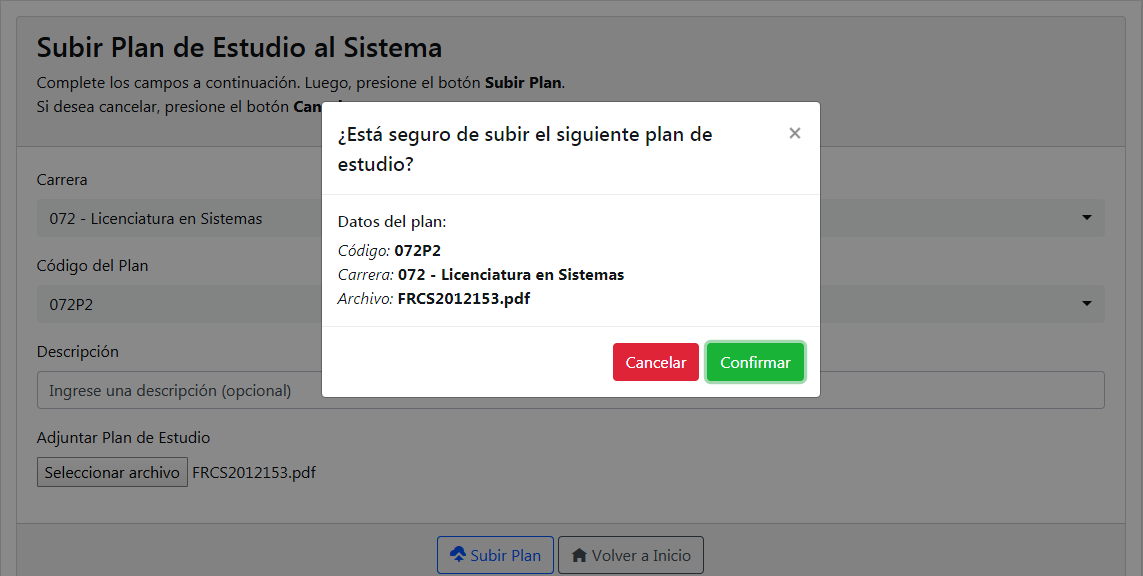 Subir Plan de Estudio al Sistema
Complete los campos a continuación. Luego, presione el botón Subir Plan.
Si desea cancelar, presione el botón
¿Está seguro de subir el siguiente plan de
estudio?
×
Datos del plan:
Código: 072P2
Carrera: 072 - Licenciatura en Sistemas
Archivo: FRCS2012153.pdf
Cancelar Confirmar
Carrera
072 - Licenciatura en Sistemas
Código del Plan
072P2
Descripción
Ingrese una descripción (opcional)
Adjuntar Plan de Estudio
Seleccionar archivo FRCS2012153.pdf
Subir Plan Volver a Inicio